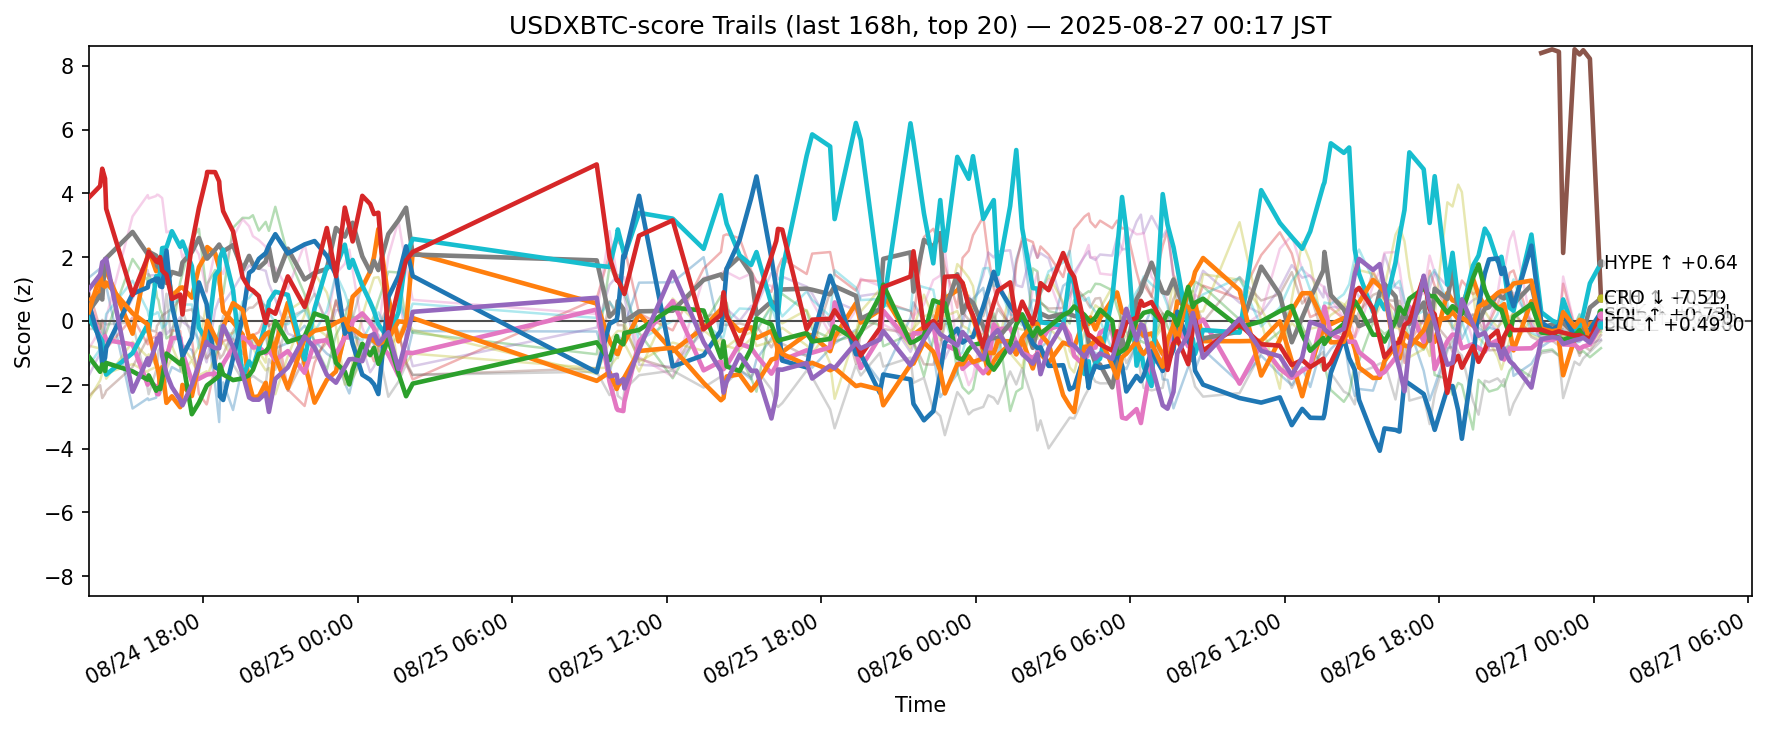 USDXBTC-score Trails (last 168h, top 20) — 2025-08-27 00:17 JST
Score (z)
8
6
4
2
0
−2
−4
−6
−8
HYPE ↑ +0.64
CRO ↓ -7.51
SOL ↑ +0.73
LTC ↑ +0.49
08/24 18:00
08/25 00:00
08/25 06:00
08/25 12:00
08/25 18:00
08/26 00:00
08/26 06:00
08/26 12:00
08/26 18:00
08/27 00:00
08/27 06:00
Time